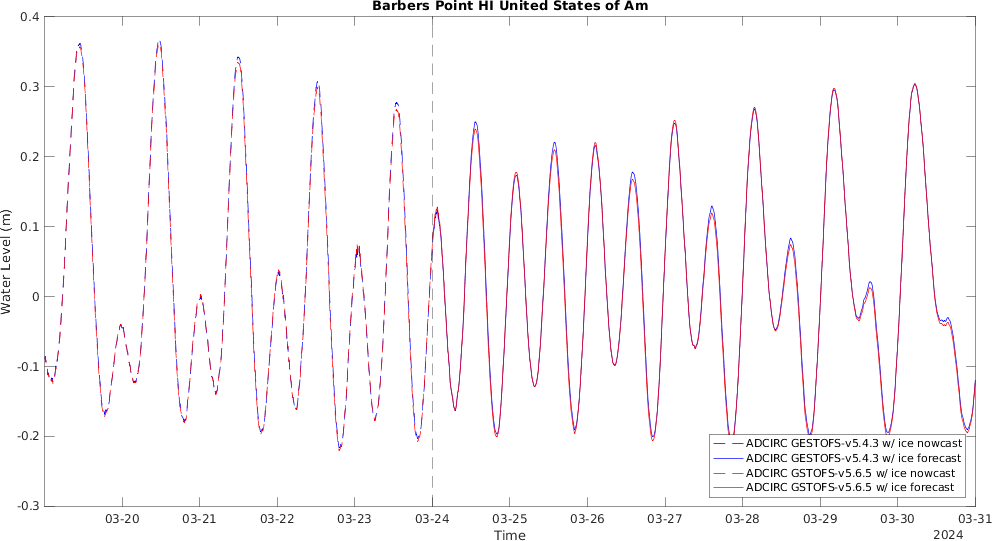 Barbers Point HI United States of Am
0.4
0.3
0.2
0.1
0
-0.1
-0.2
-0.3
Water Level (m)
03-20 03-21 03-22 03-23 03-24 03-25 03-26 03-27 03-28 03-29 03-30 03-31
Time
2024
ADCIRC GESTOFS-v5.4.3 w/ ice nowcast
ADCIRC GESTOFS-v5.4.3 w/ ice forecast
ADCIRC GSTOFS-v5.6.5 w/ ice nowcast
ADCIRC GSTOFS-v5.6.5 w/ ice forecast